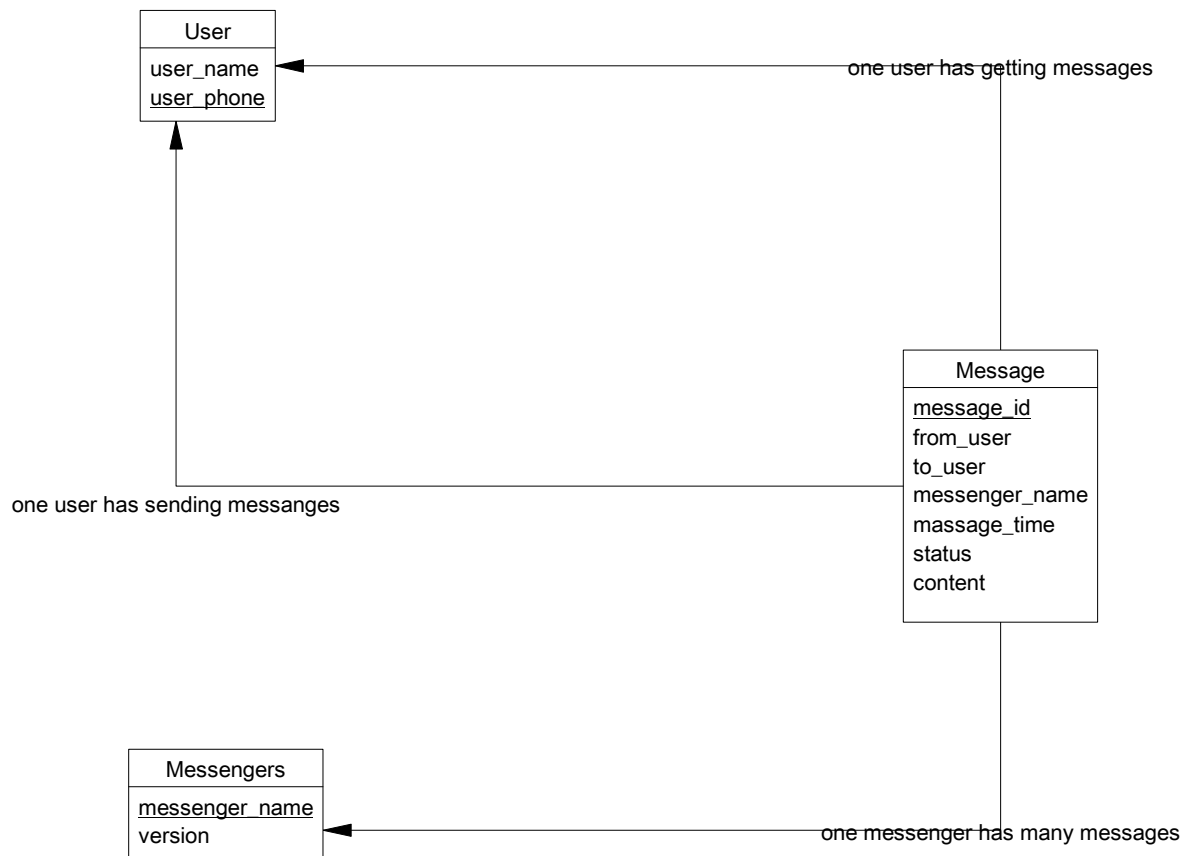 User
user_name
user_phone
one user has getting messages
Message
message_id
from_user
to_user
messenger_name
massage_time
status
content
one user has sending messanges
Messengers
messenger_name
version
one messenger has many messages